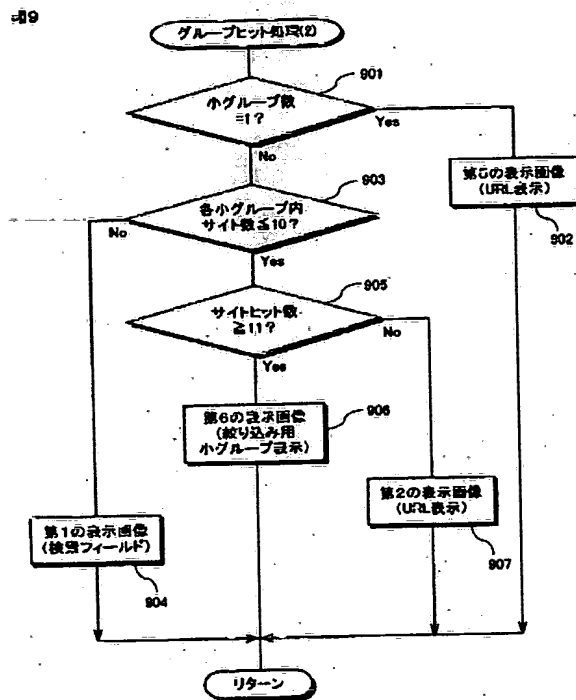 図9
グループヒット処理(2)
901
小グループ数
=1?
Yes
No
903
各小グループ内
サイト数≦10?
No
Yes
第5の表示画像
(URL表示)
902
905
サイトヒット数
≧11?
No
Yes
第6の表示画像
(絞り込み用
小グループ表示)
906
第2の表示画像
(URL表示)
907
第1の表示画像
(検索フィールド)
904
リターン